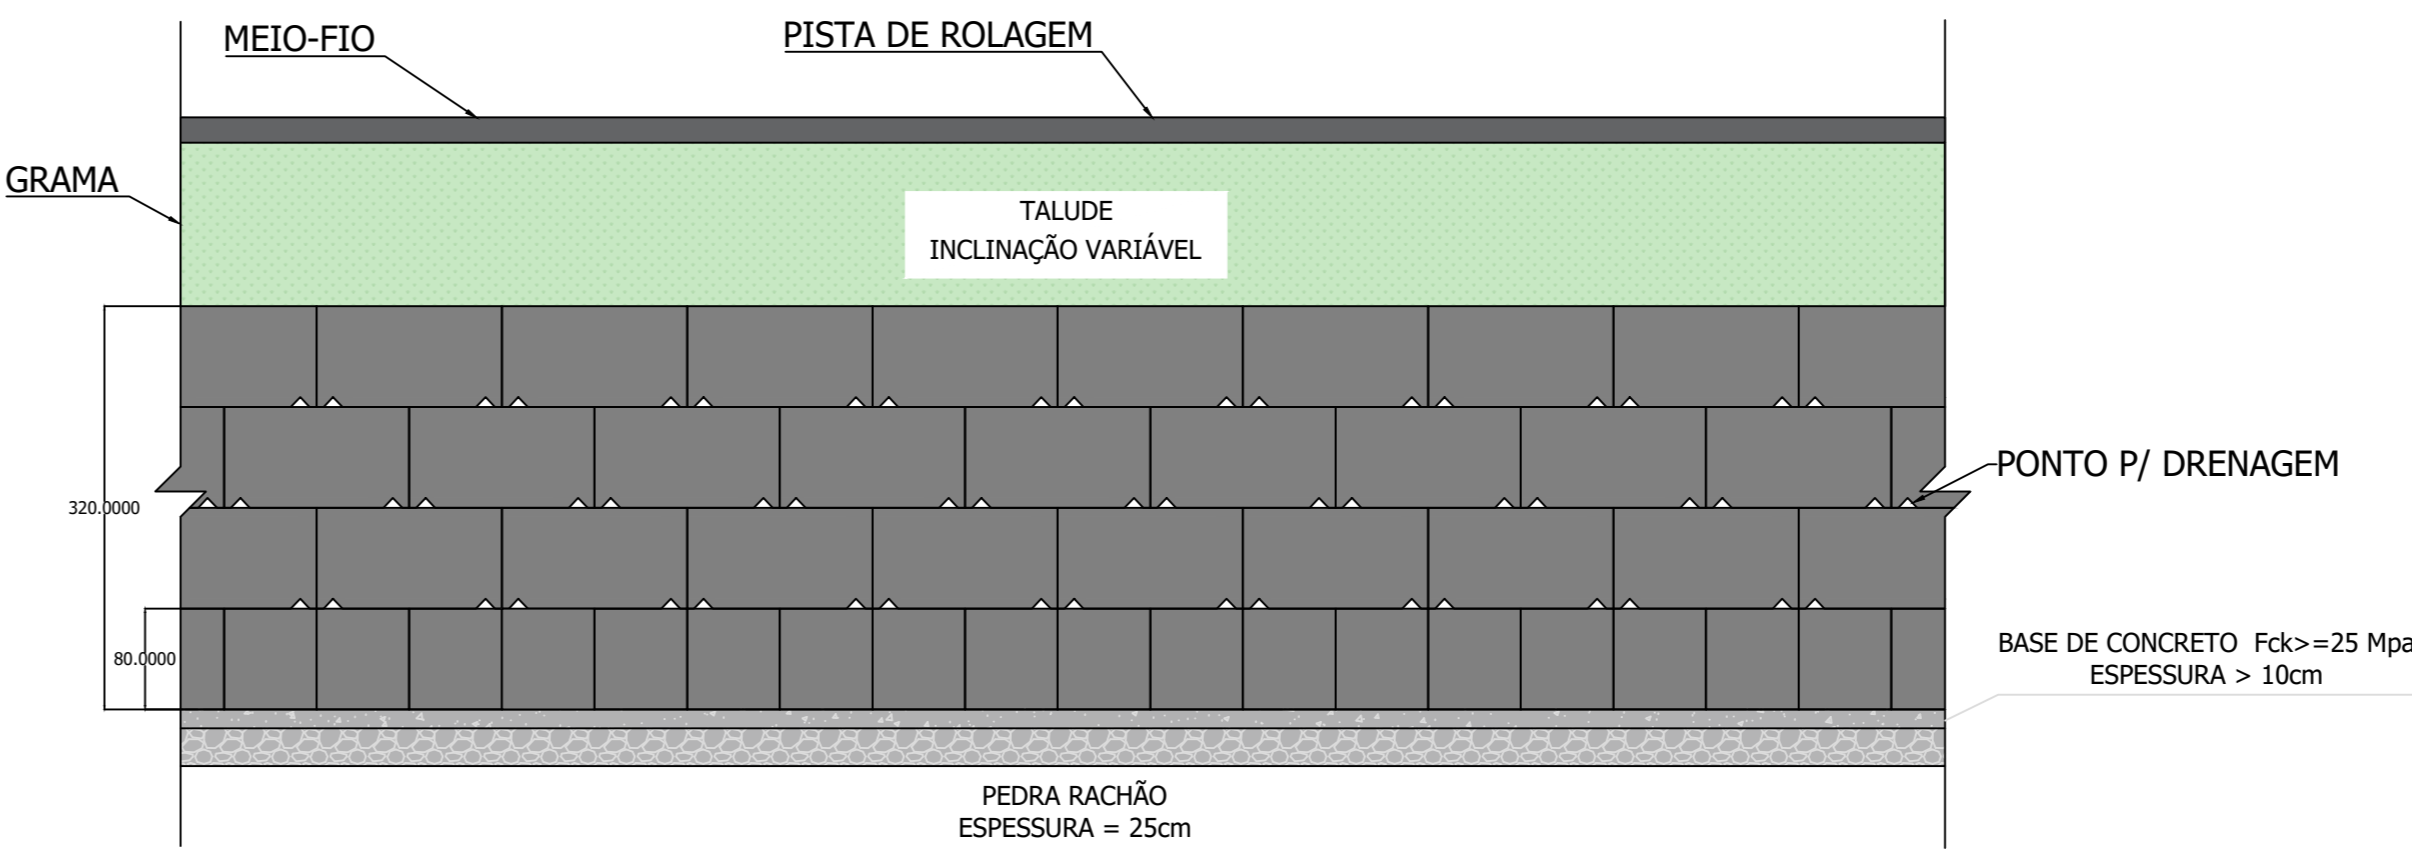 MEIO-FIO
PISTA DE ROLAGEM
GRAMA
TALUDE
INCLINAÇÃO VARIÁVEL
PONTO P/ DRENAGEM
320.0000
80.0000
BASE DE CONCRETO  Fck>=25 Mpa
ESPESSURA > 10cm
PEDRA RACHÃO
ESPESSURA = 25cm